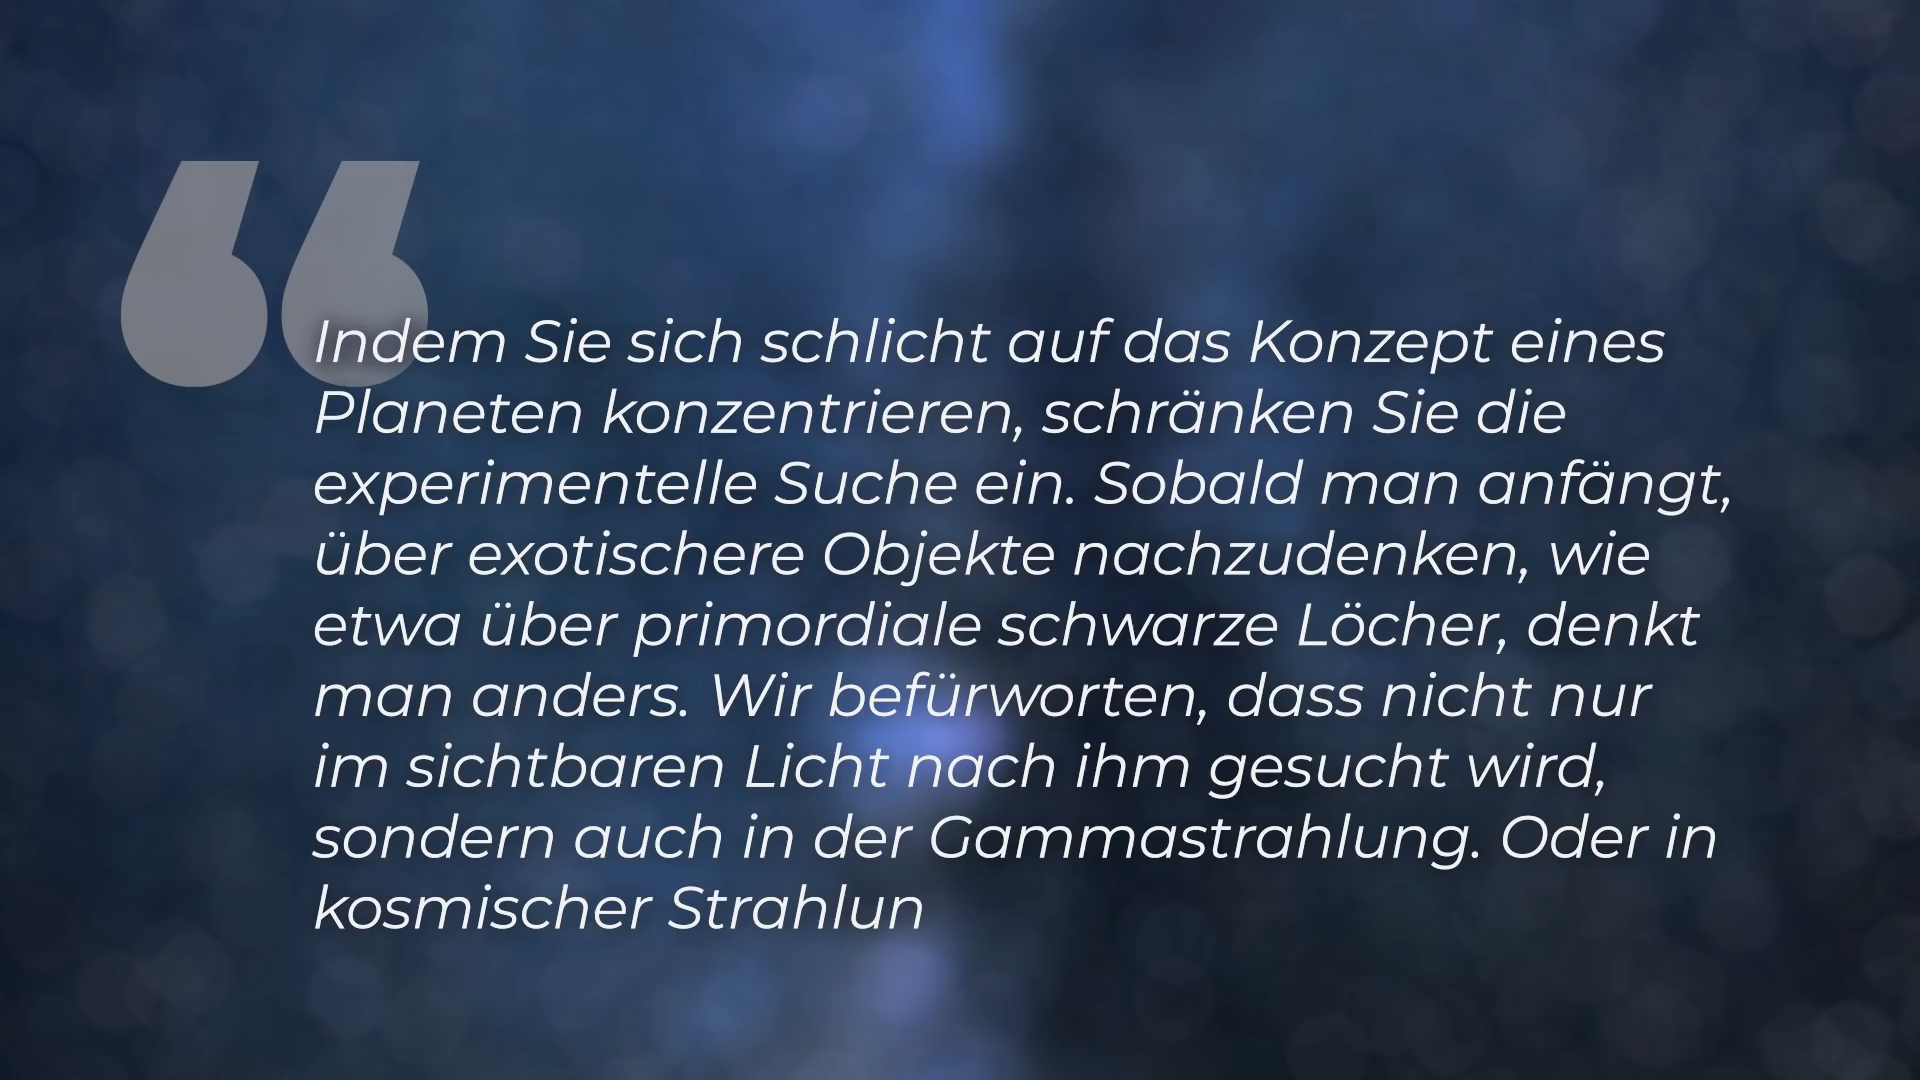 “
Indem Sie sich schlicht auf das Konzept eines
Planeten konzentrieren, schränken Sie die
experimentelle Suche ein. Sobald man anfängt,
über exotischere Objekte nachzudenken, wie
etwa über primordiale schwarze Löcher, denkt
man anders. Wir befürworten, dass nicht nur
im sichtbaren Licht nach ihm gesucht wird,
sondern auch in der Gammastrahlung. Oder in
kosmischer Strahlun